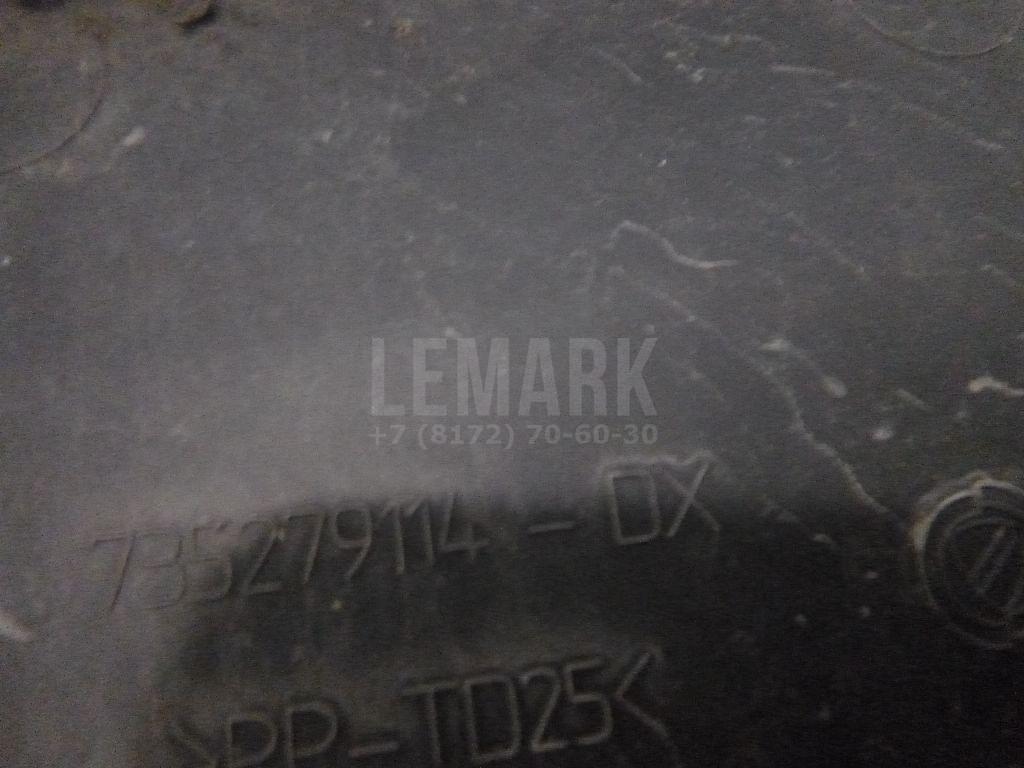 LEMARK
+7 (8172) 70-60-30
735279114 - DX
>PP-TD25<